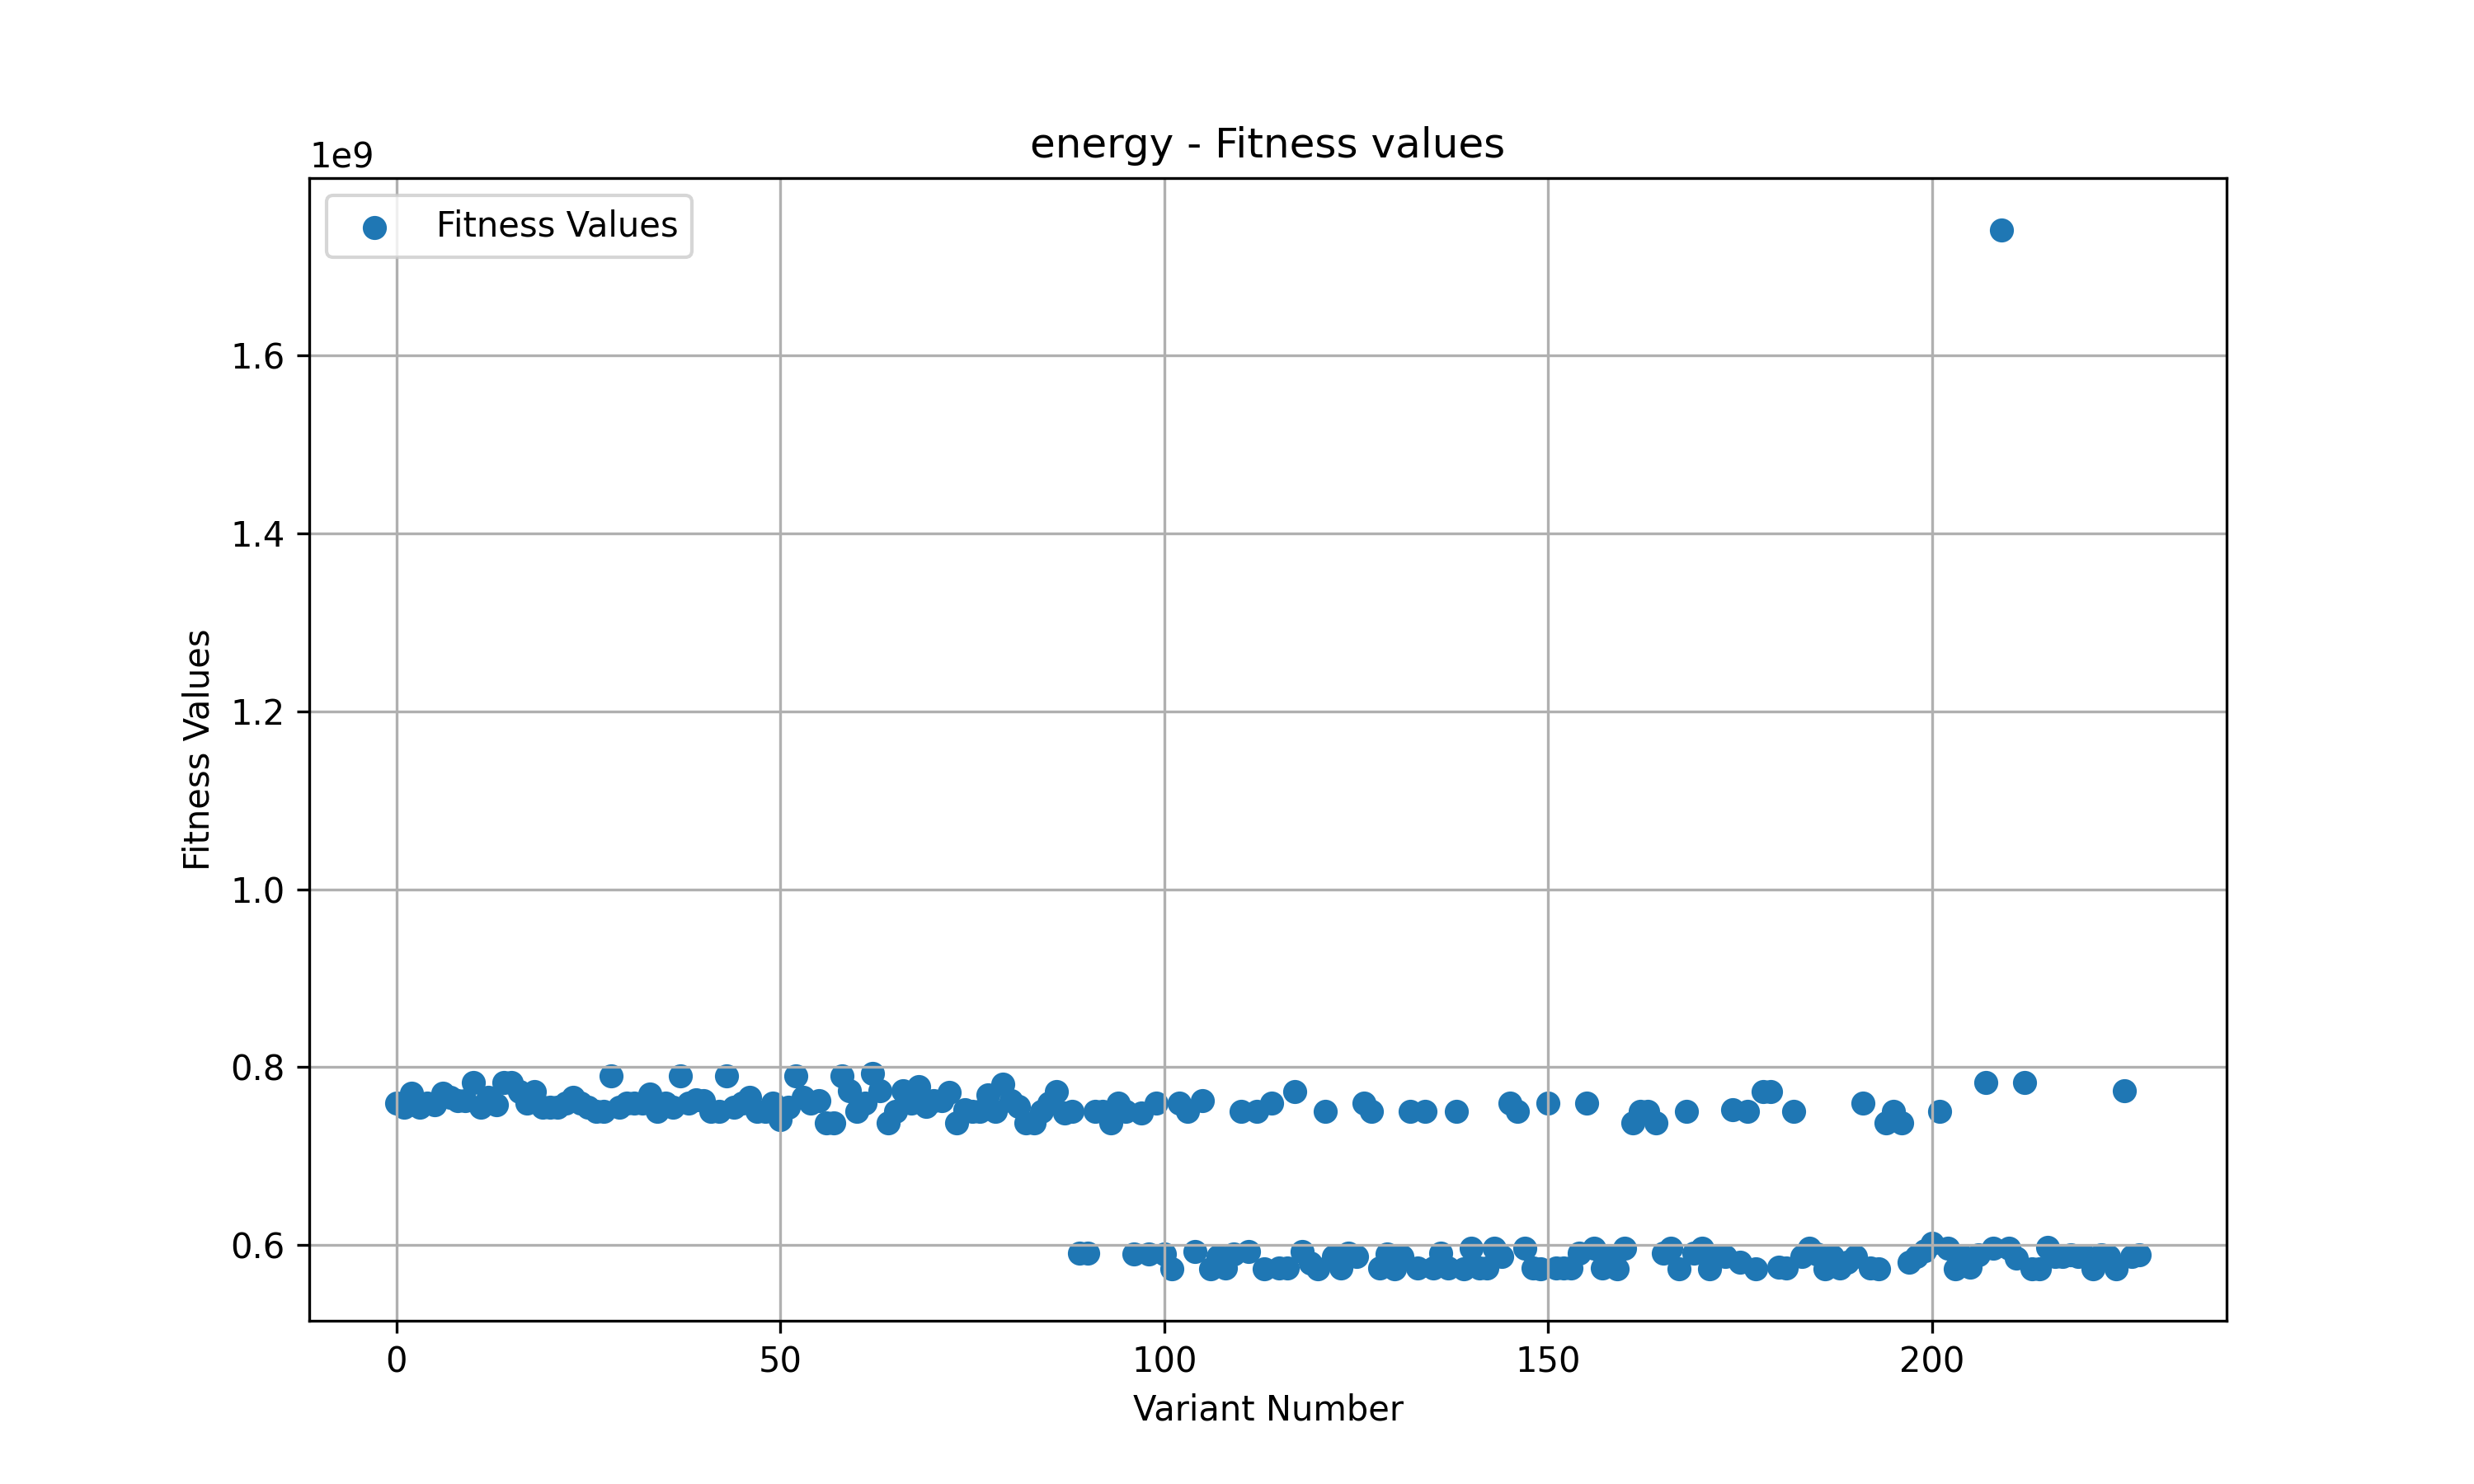 energy - Fitness values
1e9
Fitness Values
1.6
1.4
1.2
1.0
0.8
0.6
Fitness Values
0 50 100 150 200
Variant Number